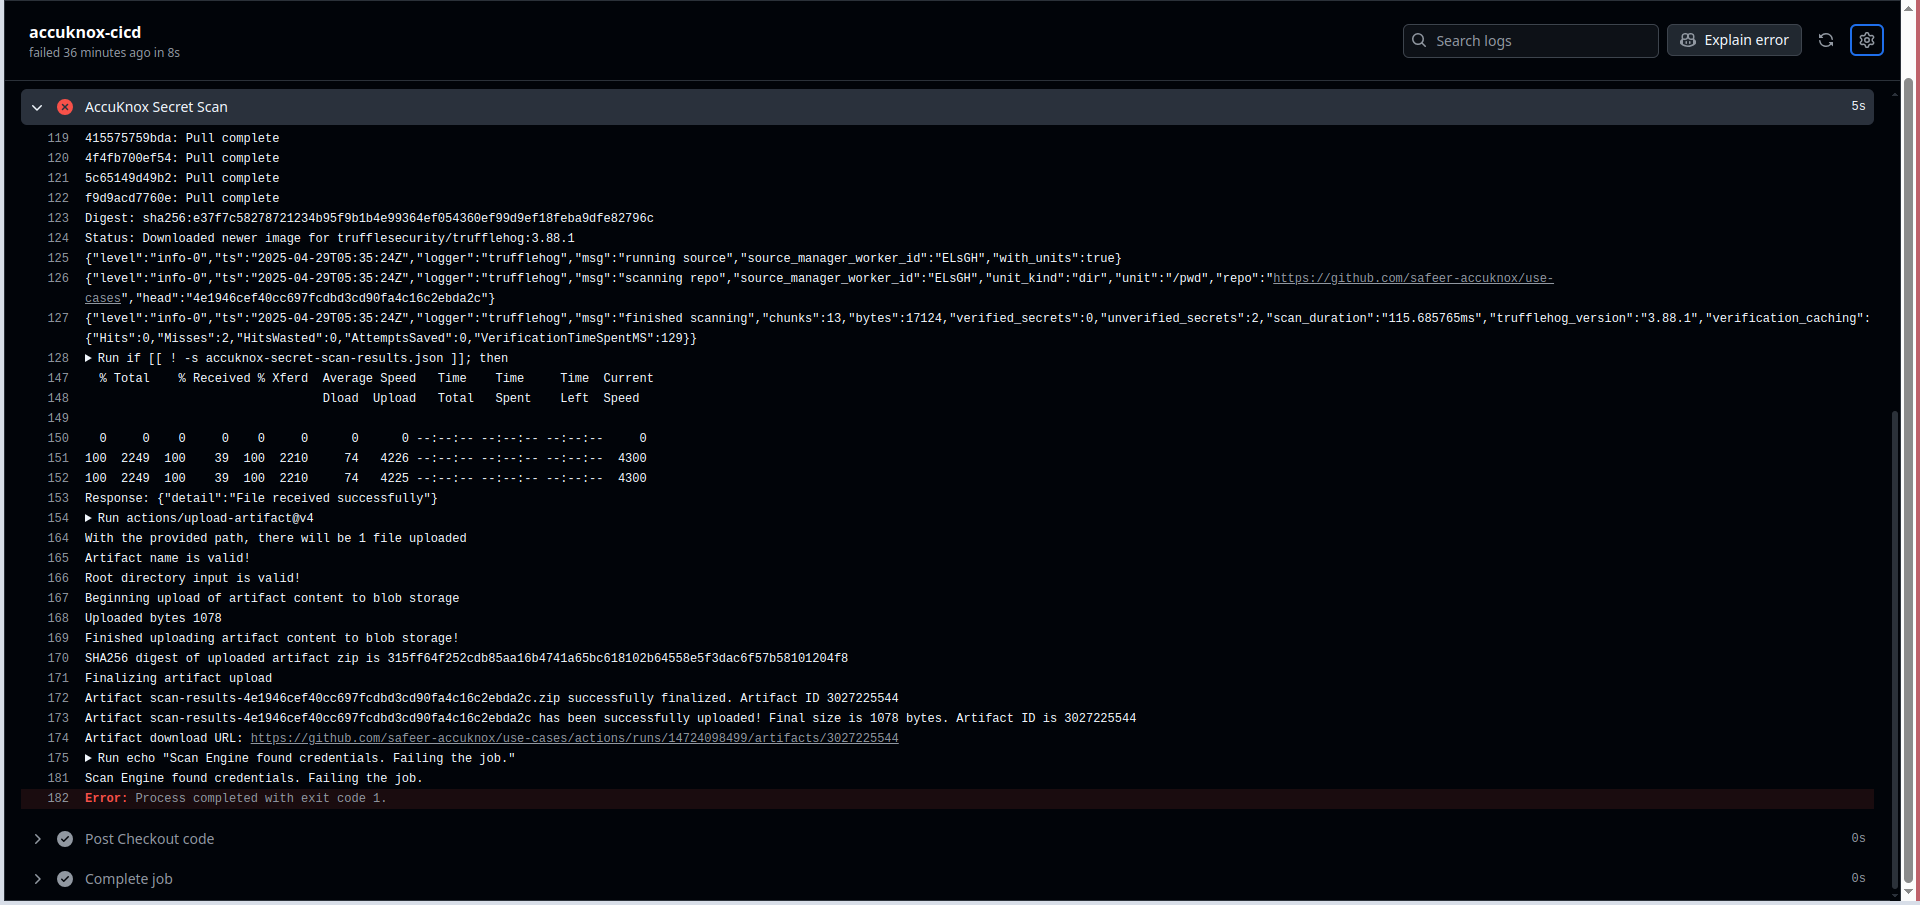 accuknox-cicd
failed 36 minutes ago in 8s
Search logs
Explain error
AccuKnox Secret Scan 5s
119 415575759bda: Pull complete
120 4f4fb700ef54: Pull complete
121 5c65149d49b2: Pull complete
122 f9d9acd7760e: Pull complete
123 Digest: sha256:e37f7c58278721234b95f9b1b4e99364ef054360ef99d9ef18feba9dfe82796c
124 Status: Downloaded newer image for trufflesecurity/trufflehog:3.88.1
125 {"level":"info-0","ts":"2025-04-29T05:35:24Z","logger":"trufflehog","msg":"running source","source_manager_worker_id":"ELsGH","with_units":true}
126 {"level":"info-0","ts":"2025-04-29T05:35:24Z","logger":"trufflehog","msg":"scanning repo","source_manager_worker_id":"ELsGH","unit_kind":"dir","unit":"/pwd","repo":"https://github.com/safeer-accuknox/use-
cases","head":"4e1946cef40cc697fcdbd3cd90fa4c16c2ebda2c"}
127 {"level":"info-0","ts":"2025-04-29T05:35:24Z","logger":"trufflehog","msg":"finished scanning","chunks":13,"bytes":17124,"verified_secrets":0,"unverified_secrets":2,"scan_duration":"115.685765ms","trufflehog_version":"3.88.1","verification_caching":
{"Hits":0,"Misses":2,"HitsWasted":0,"AttemptsSaved":0,"VerificationTimeSpentMS":129}}
128 Run if [[ ! -s accuknox-secret-scan-results.json ]]; then
147 % Total % Received % Xferd Average Speed Time Time Time Current
148 Dload Upload Total Spent Left Speed
149
150 0 0 0 0 0 0 0 0 --:--:-- --:--:-- --:--:-- 0
151 100 2249 100 39 100 2210 74 4226 --:--:-- --:--:-- --:--:-- 4300
152 100 2249 100 39 100 2210 74 4225 --:--:-- --:--:-- --:--:-- 4300
153 Response: {"detail":"File received successfully"}
154 Run actions/upload-artifact@v4
164 With the provided path, there will be 1 file uploaded
165 Artifact name is valid!
166 Root directory input is valid!
167 Beginning upload of artifact content to blob storage
168 Uploaded bytes 1078
169 Finished uploading artifact content to blob storage!
170 SHA256 digest of uploaded artifact zip is 315ff64f252cdb85aa16b4741a65bc618102b64558e5f3dac6f57b58101204f8
171 Finalizing artifact upload
172 Artifact scan-results-4e1946cef40cc697fcdbd3cd90fa4c16c2ebda2c.zip successfully finalized. Artifact ID 3027225544
173 Artifact scan-results-4e1946cef40cc697fcdbd3cd90fa4c16c2ebda2c has been successfully uploaded! Final size is 1078 bytes. Artifact ID is 3027225544
174 Artifact download URL: https://github.com/safeer-accuknox/use-cases/actions/runs/14724098499/artifacts/3027225544
175 Run echo "Scan Engine found credentials. Failing the job."
181 Scan Engine found credentials. Failing the job.
182 Error: Process completed with exit code 1.
Post Checkout code 0s
Complete job 0s